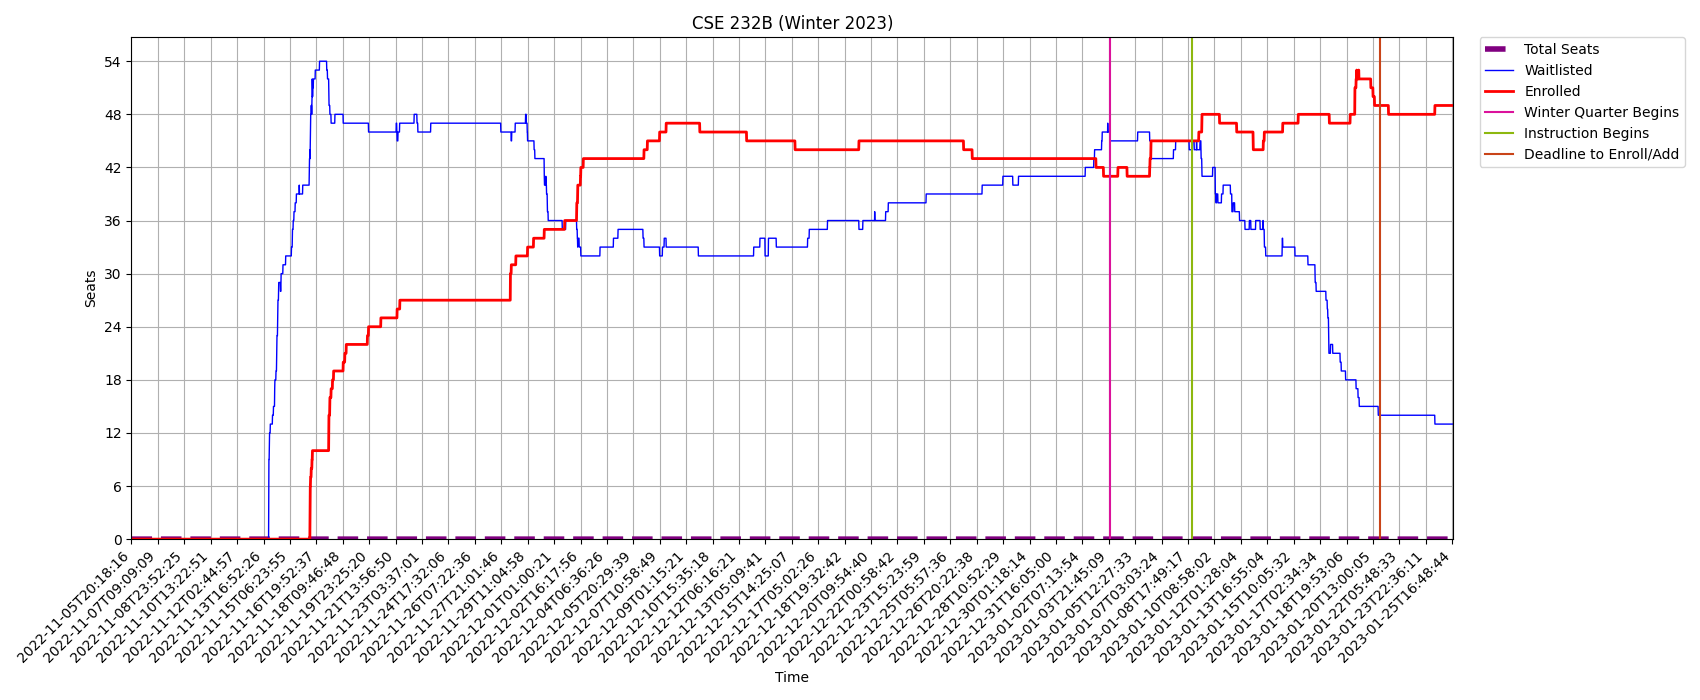 CSE 232B (Winter 2023)
Total Seats
Waitlisted
Enrolled
Winter Quarter Begins
Instruction Begins
Deadline to Enroll/Add
Seats
54
48
42
36
30
24
18
12
6
0
2022-11-05T20:18:16
2022-11-07T09:09:09
2022-11-08T23:52:25
2022-11-10T13:22:51
2022-11-12T02:44:57
2022-11-13T16:52:26
2022-11-15T06:23:55
2022-11-16T19:52:37
2022-11-18T09:46:48
2022-11-19T23:25:20
2022-11-21T13:56:50
2022-11-23T03:37:01
2022-11-24T17:32:06
2022-11-26T07:22:36
2022-11-27T21:01:46
2022-11-29T11:04:58
2022-12-01T01:00:21
2022-12-02T16:17:56
2022-12-04T06:36:26
2022-12-05T20:29:39
2022-12-07T10:58:49
2022-12-09T01:15:21
2022-12-10T15:35:18
2022-12-12T06:16:21
2022-12-13T05:09:41
2022-12-15T14:25:07
2022-12-17T05:02:26
2022-12-18T19:32:42
2022-12-20T09:54:40
2022-12-22T00:58:42
2022-12-23T15:23:59
2022-12-25T05:57:36
2022-12-26T20:22:38
2022-12-28T10:52:29
2022-12-30T01:18:14
2022-12-31T16:05:00
2023-01-02T07:13:54
2023-01-03T21:45:09
2023-01-05T12:27:33
2023-01-07T03:03:24
2023-01-08T17:49:17
2023-01-10T08:58:02
2023-01-12T01:28:04
2023-01-13T16:55:04
2023-01-15T10:05:32
2023-01-17T02:34:34
2023-01-18T19:53:06
2023-01-20T13:00:05
2023-01-22T05:48:33
2023-01-23T22:36:11
2023-01-25T16:48:44
Time